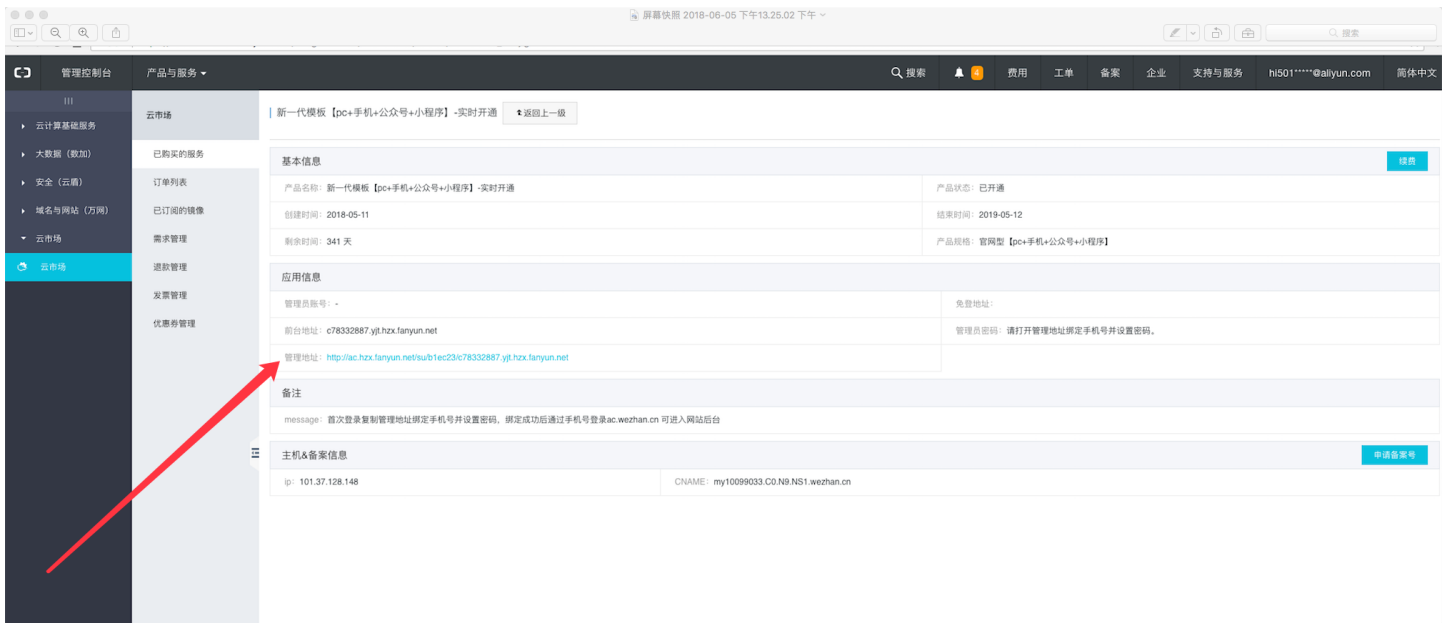 屏幕快照 2018-06-05 下午13.25.02 下午
搜索
管理控制台 产品与服务 搜索 4 费用 工单 备案 企业 支持与服务 hi501*****@aliyun.com 简体中文
云计算基础服务
大数据（数加）
安全（云盾）
域名与网站（万网）
云市场
云市场
云市场
已购买的服务
订单列表
已订阅的镜像
需求管理
退款管理
发票管理
优惠券管理
新一代模板【pc+手机+公众号+小程序】-实时开通 返回上一级
基本信息 续费
产品名称： 新一代模板【pc+手机+公众号+小程序】-实时开通 产品状态： 已开通
创建时间： 2018-05-11 结束时间： 2019-05-12
剩余时间： 341 天 产品规格： 官网型【pc+手机+公众号+小程序】
应用信息
管理员账号： - 免登地址：
前台地址： c78332887.yjt.hzx.fanyun.net 管理员密码： 请打开管理地址绑定手机号并设置密码。
管理地址： http://ac.hzx.fanyun.net/su/b1ec23/c78332887.yjt.hzx.fanyun.net
备注
message： 首次登录复制管理地址绑定手机号并设置密码，绑定成功后通过手机号登录ac.wezhan.cn 可进入网站后台
主机&备案信息 申请备案号
ip： 101.37.128.148 CNAME： my10099033.C0.N9.NS1.wezhan.cn